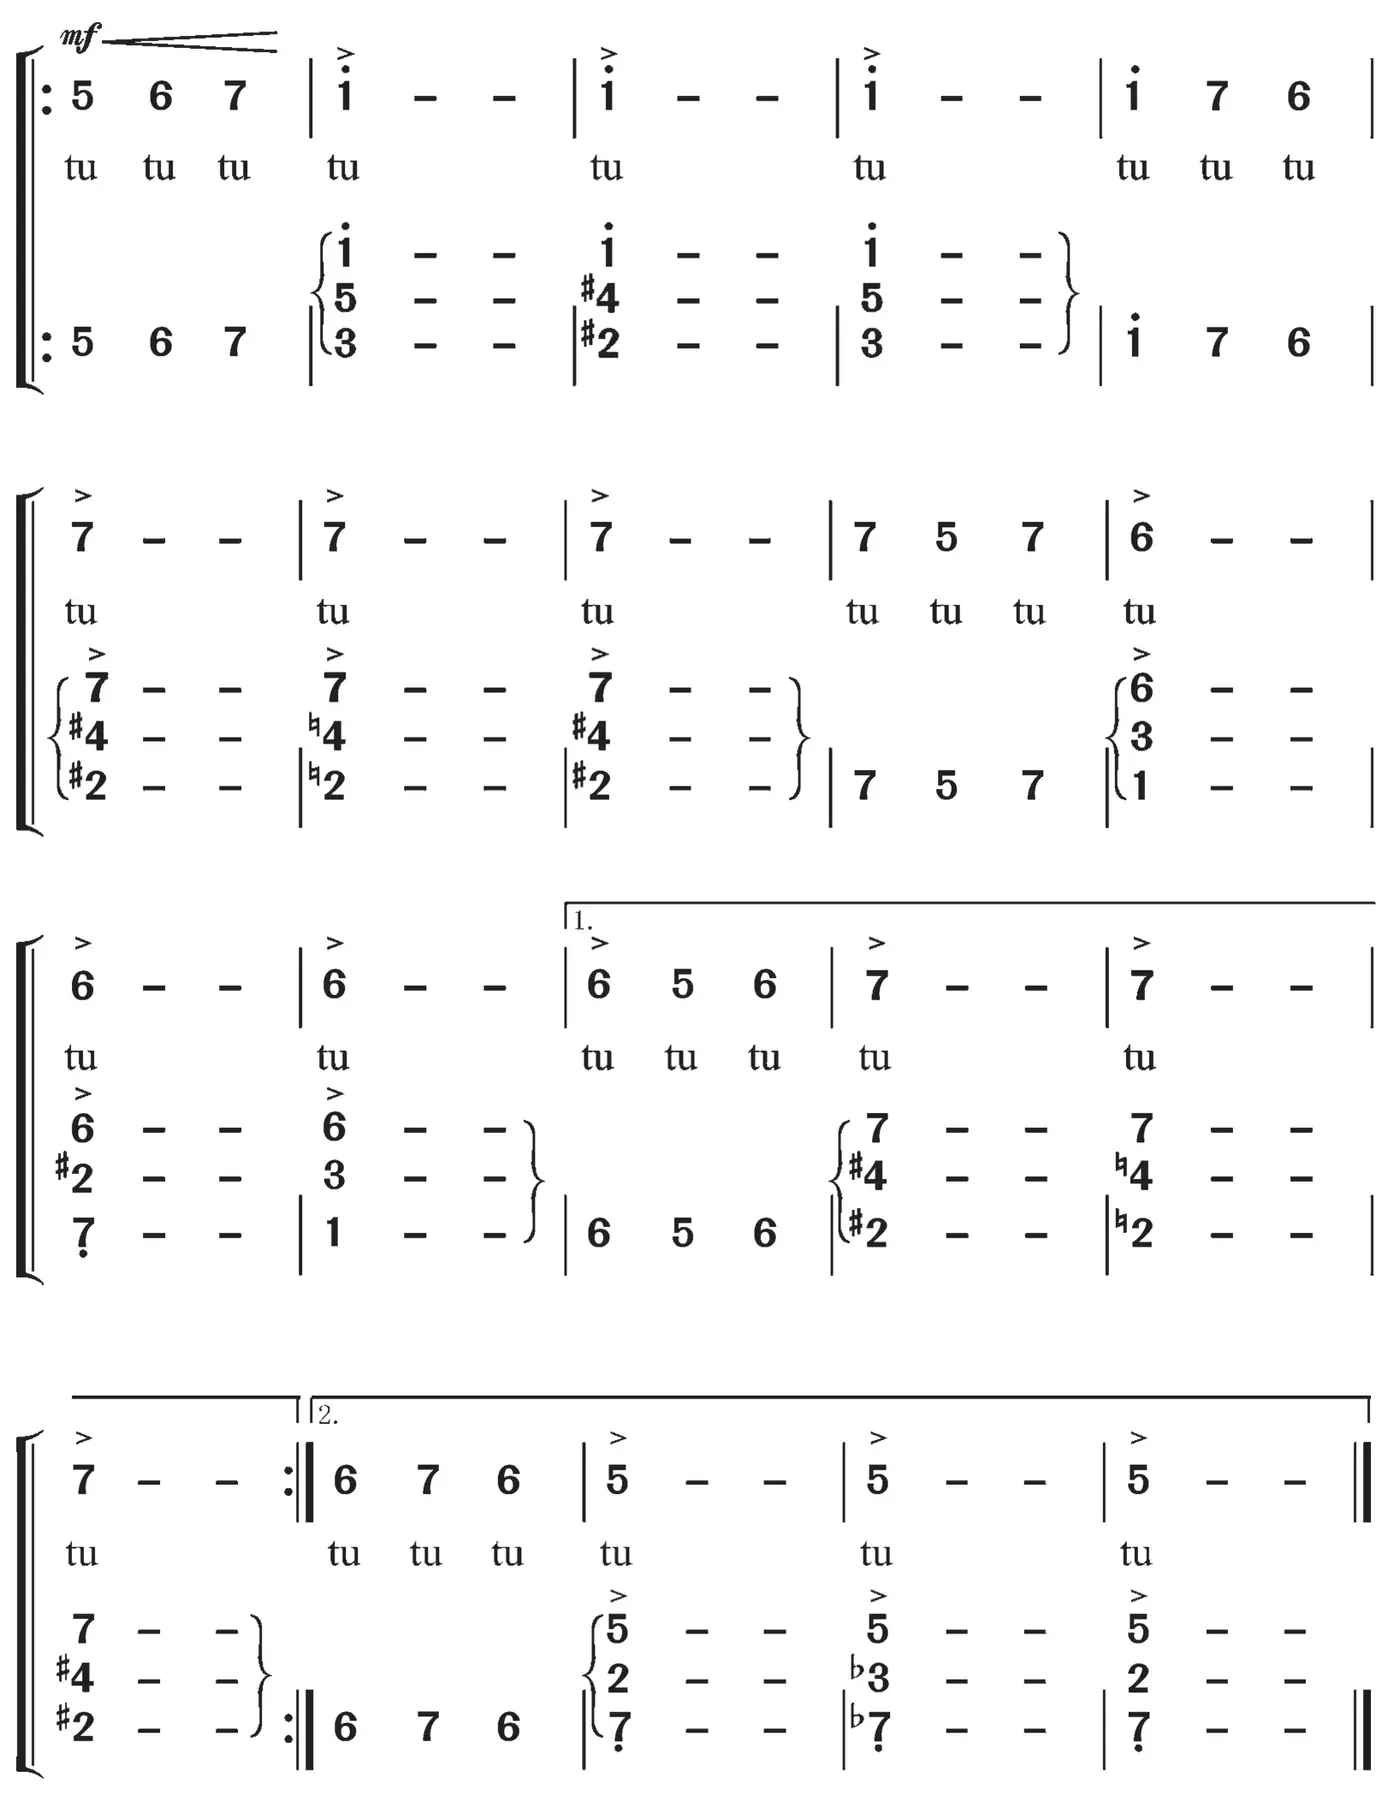 mf
5 6 7 | i̇ – – | i̇ – – | i̇ – – | i̇ 7 6 |
tu tu tu tu tu tu tu tu tu
i̇ – – i̇ – – i̇ – –
5 – – #4 – – 5 – –
: 5 6 7 | 3 – – | #2 – – | 3 – – | i̇ 7 6 |
7 – – | 7 – – | 7 – – | 7 5 7 | 6 – – |
tu tu tu tu tu tu tu
7 – – 7 – – 7 – – 6 – –
#4 – – ♮4 – – #4 – – 3 – –
#2 – – | ♮2 – – | #2 – – | 7 5 7 | 1 – – |
1.
6 – – | 6 – – | 6 5 6 | 7 – – | 7 – – |
tu tu tu tu tu tu tu
6 – – 6 – – 7 – – 7 – –
#2 – – 3 – – #4 – – ♮4 – –
7̣ – – | 1 – – | 6 5 6 | #2 – – | ♮2 – – |
2.
7 – – :‖ 6 7 6 | 5 – – | 5 – – | 5 – – ‖
tu tu tu tu tu tu tu
7 – – 5 – – 5 – – 5 – –
#4 – – 2 – – ♭3 – – 2 – –
#2 – – :‖ 6 7 6 | 7̣ – – | ♭7̣ – – | 7̣ – – ‖